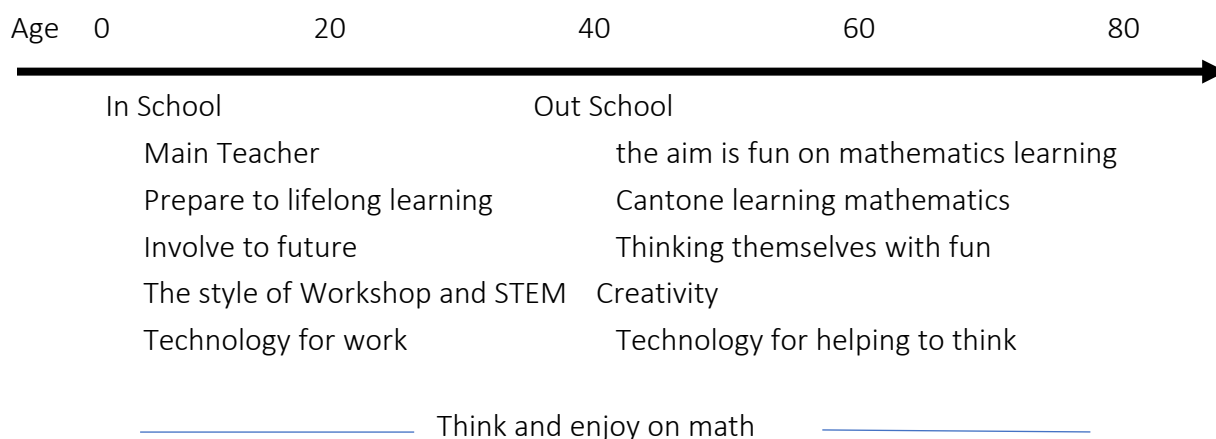 Age 0 20 40 60 80
In School Out School
Main Teacher the aim is fun on mathematics learning
Prepare to lifelong learning Cantone learning mathematics
Involve to future Thinking themselves with fun
The style of Workshop and STEM Creativity
Technology for work Technology for helping to think
Think and enjoy on math